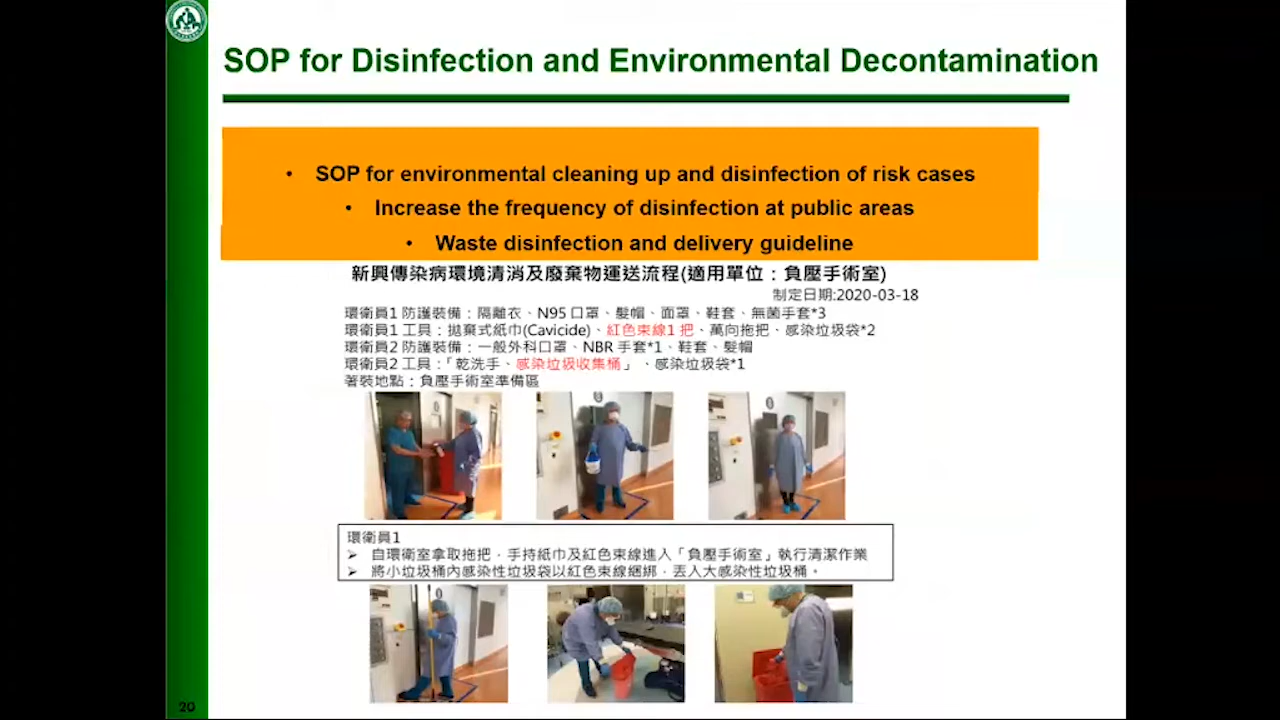 SOP for Disinfection and Environmental Decontamination
• SOP for environmental cleaning up and disinfection of risk cases
• Increase the frequency of disinfection at public areas
• Waste disinfection and delivery guideline
新興傳染病環境清消及廢棄物運送流程(適用單位：負壓手術室)
制定日期:2020-03-18
環衛員1 防護裝備：隔離衣、N95 口罩、髮帽、面罩、鞋套、無菌手套*3
環衛員1 工具：拋棄式紙巾(Cavicide)、紅色束線1 把、萬向拖把、感染垃圾袋*2
環衛員2 防護裝備：一般外科口罩、NBR 手套*1、鞋套、髮帽
環衛員2 工具：「乾洗手、感染垃圾收集桶」、感染垃圾袋*1
著裝地點：負壓手術室準備區
環衛員1
➢ 自環衛室拿取拖把，手持紙巾及紅色束線進入「負壓手術室」執行清潔作業
➢ 將小垃圾桶內感染性垃圾袋以紅色束線綑綁，丟入大感染性垃圾桶。
20